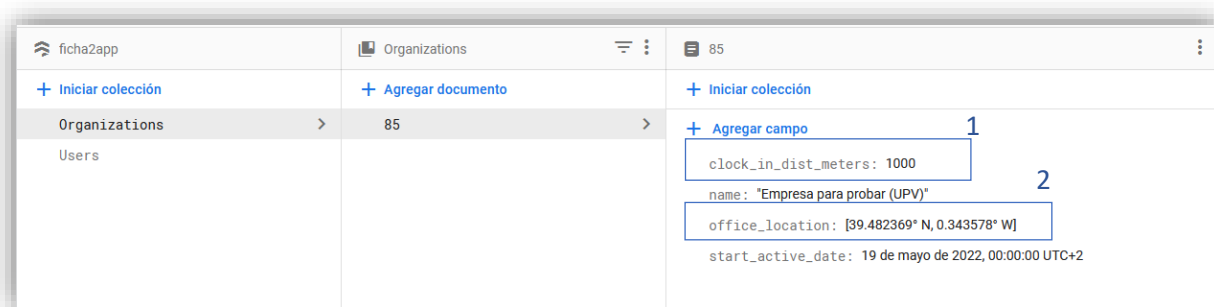 ficha2app
Organizations
85
+ Iniciar colección
+ Agregar documento
+ Iniciar colección
Organizations
85
+ Agregar campo
1
Users
clock_in_dist_meters: 1000
name: "Empresa para probar (UPV)"
2
office_location: [39.482369° N, 0.343578° W]
start_active_date: 19 de mayo de 2022, 00:00:00 UTC+2